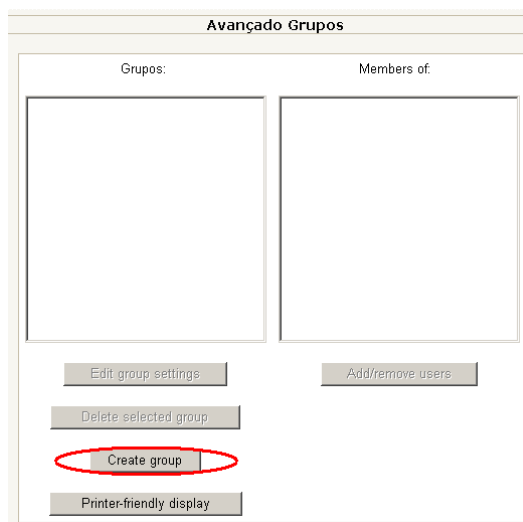 Avançado Grupos
Grupos:
Members of:
Edit group settings
Add/remove users
Delete selected group
Create group
Printer-friendly display